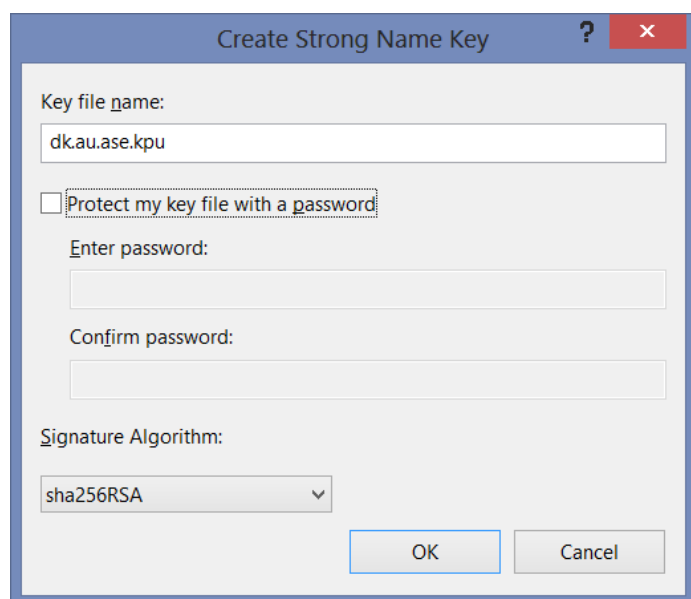 Create Strong Name Key ? ×
Key file name:
dk.au.ase.kpu
Protect my key file with a password
Enter password:
Confirm password:
Signature Algorithm:
sha256RSA
OK Cancel